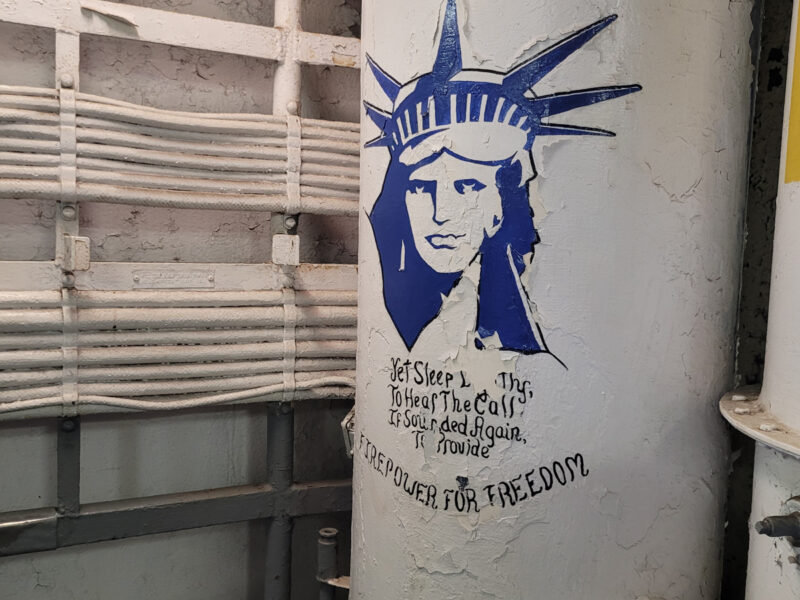 Yet Sleep
To Hear The Call
If Sounded Again,
To Provide
FIREPOWER FOR FREEDOM